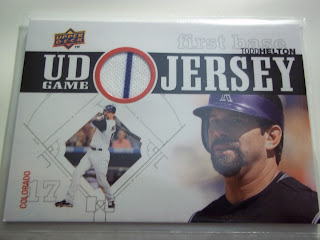 UPPER DECK
first base
TODD HELTON
UD JERSEY
GAME
COLORADO
17